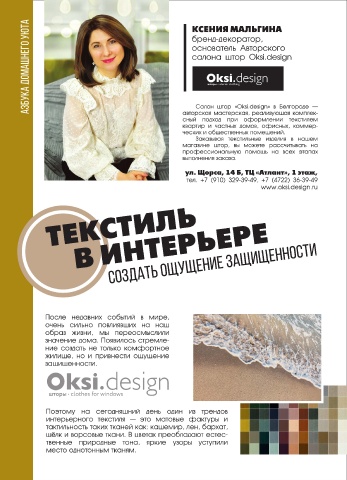 АЗБУКА ДОМАШНЕГО УЮТА
КСЕНИЯ МАЛЬГИНА
бренд-декоратор,
основатель Авторского
салона штор Oksi.design
Oksi.design
Салон штор «Oksi.design» в Белгороде —
авторская мастерская, реализующая комплекс-
сный подход при оформлении текстилем
квартир и частных домов, офисных, коммер-
ческих и общественных помещений.
Заказывая текстильные изделия в нашем
магазине штор, вы можете рассчитывать на
профессиональную помощь на всех этапах
выполнения заказа.
ул. Щорса, 14 Б, ТЦ «Атлант», 1 этаж,
тел. +7 (910) 329-39-49, +7 (4722) 36-39-49
www.oksi.design.ru
ТЕКСТИЛЬ
В ИНТЕРЬЕРЕ
СОЗДАТЬ ОЩУЩЕНИЕ ЗАЩИЩЕННОСТИ
После недавних событий в мире,
очень сильно повлиявших на наш
образ жизни, мы переосмыслили
значение дома. Появилось стремле-
ние создать не только комфортное
жилище, но и привнести ощущение
защищенности.
Oksi.design
шторы - clothes for windows
Поэтому на сегодняшний день один из трендов
интерьерного текстиля — это матовые фактуры и
тактильность таких тканей как: кашемир, лен, бархат,
шёлк и ворсовые ткани. В цветах преобладают естес-
твенные природные тона, яркие узоры уступили
место однотонным тканям.